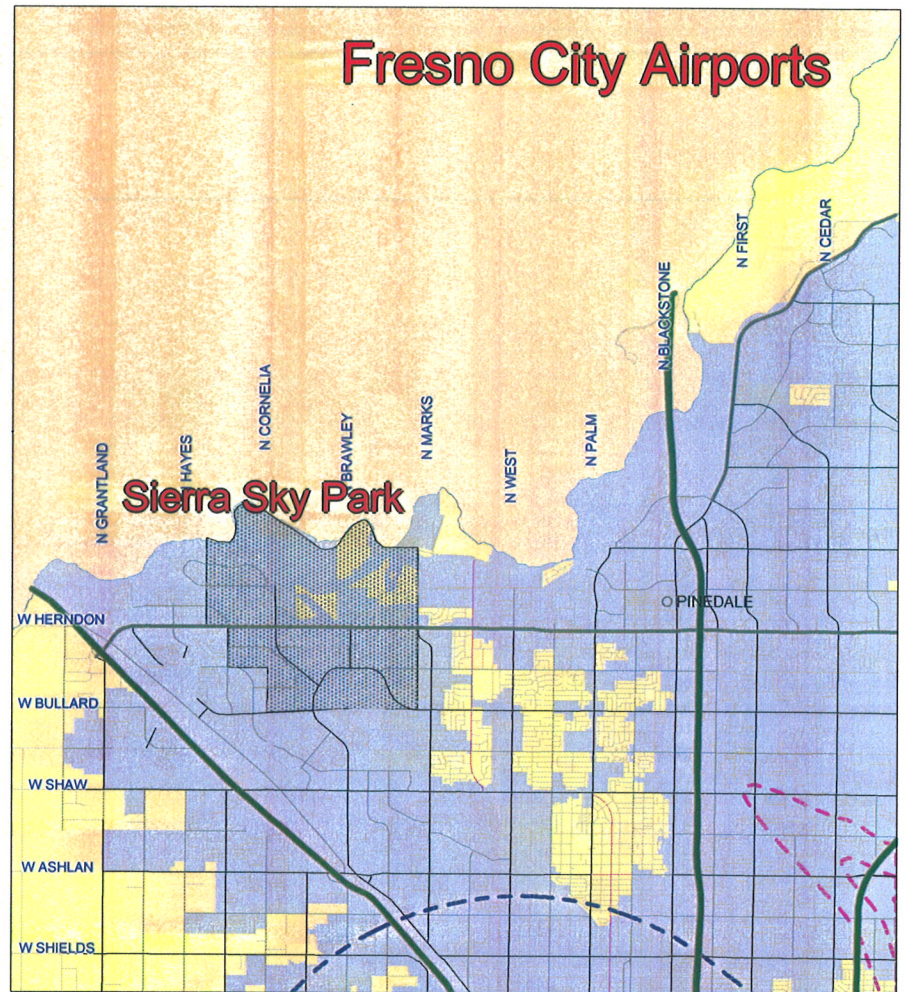 Fresno City Airports
N CEDAR
N FIRST
N BLACKSTONE
N CORNELIA
N MARKS
BRAWLEY
N PALM
HAYES
N GRANTLAND
N WEST
Sierra Sky Park
PINEDALE
W HERNDON
W BULLARD
W SHAW
W ASHLAN
W SHIELDS